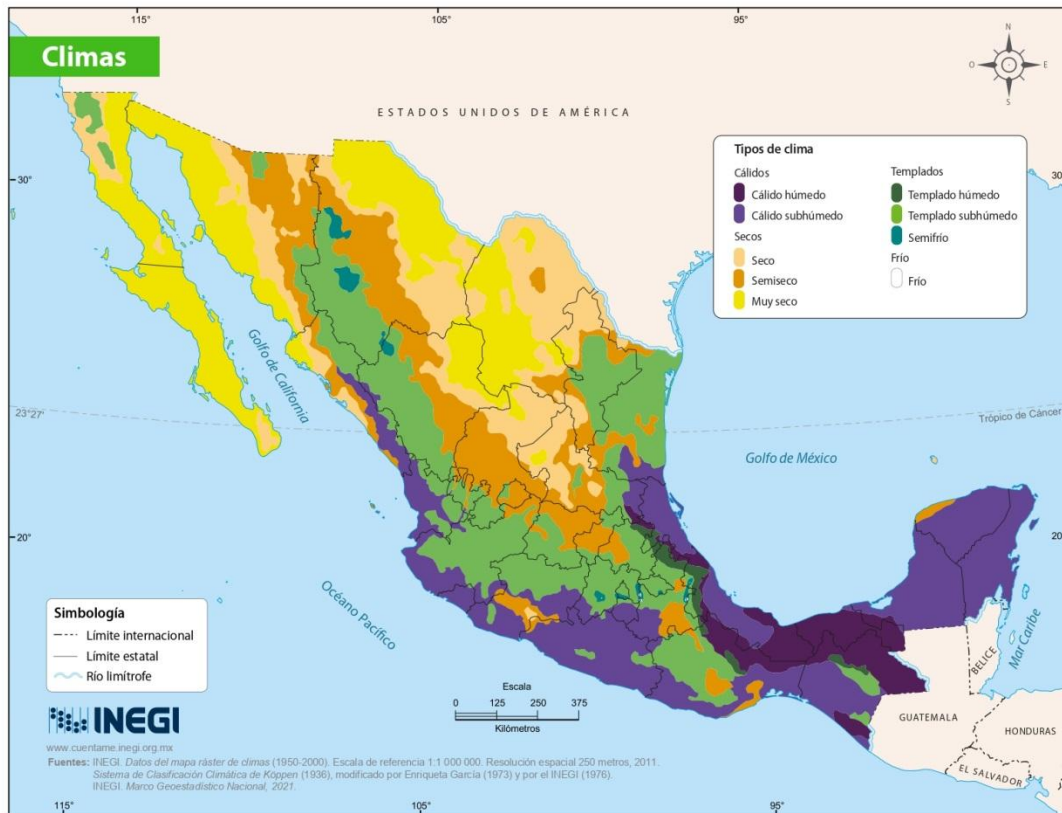 Climas
115°
105°
95°
O
E
S
ESTADOS UNIDOS DE AMÉRICA
Tipos de clima
Cálidos
Cálido húmedo
Cálido subhúmedo
Secos
Seco
Semiseco
Muy seco
Templados
Templado húmedo
Templado subhúmedo
Semifrío
Frío
Frío
30°
30
Golfo de California
23°27'
Trópico de Cáncer
Golfo de México
20°
20
Océano Pacífico
Mar Caribe
BELICE
GUATEMALA
HONDURAS
EL SALVADOR
Simbología
Límite internacional
Límite estatal
Río limítrofe
Escala
0 125 250 375
Kilómetros
INEGI
www.cuentame.inegi.org.mx
Fuentes: INEGI. Datos del mapa ráster de climas (1950-2000). Escala de referencia 1:1 000 000. Resolución espacial 250 metros, 2011.
Sistema de Clasificación Climática de Köppen (1936), modificado por Enriqueta García (1973) y por el INEGI (1976).
INEGI. Marco Geoestadístico Nacional, 2021.
115°
105°
95°